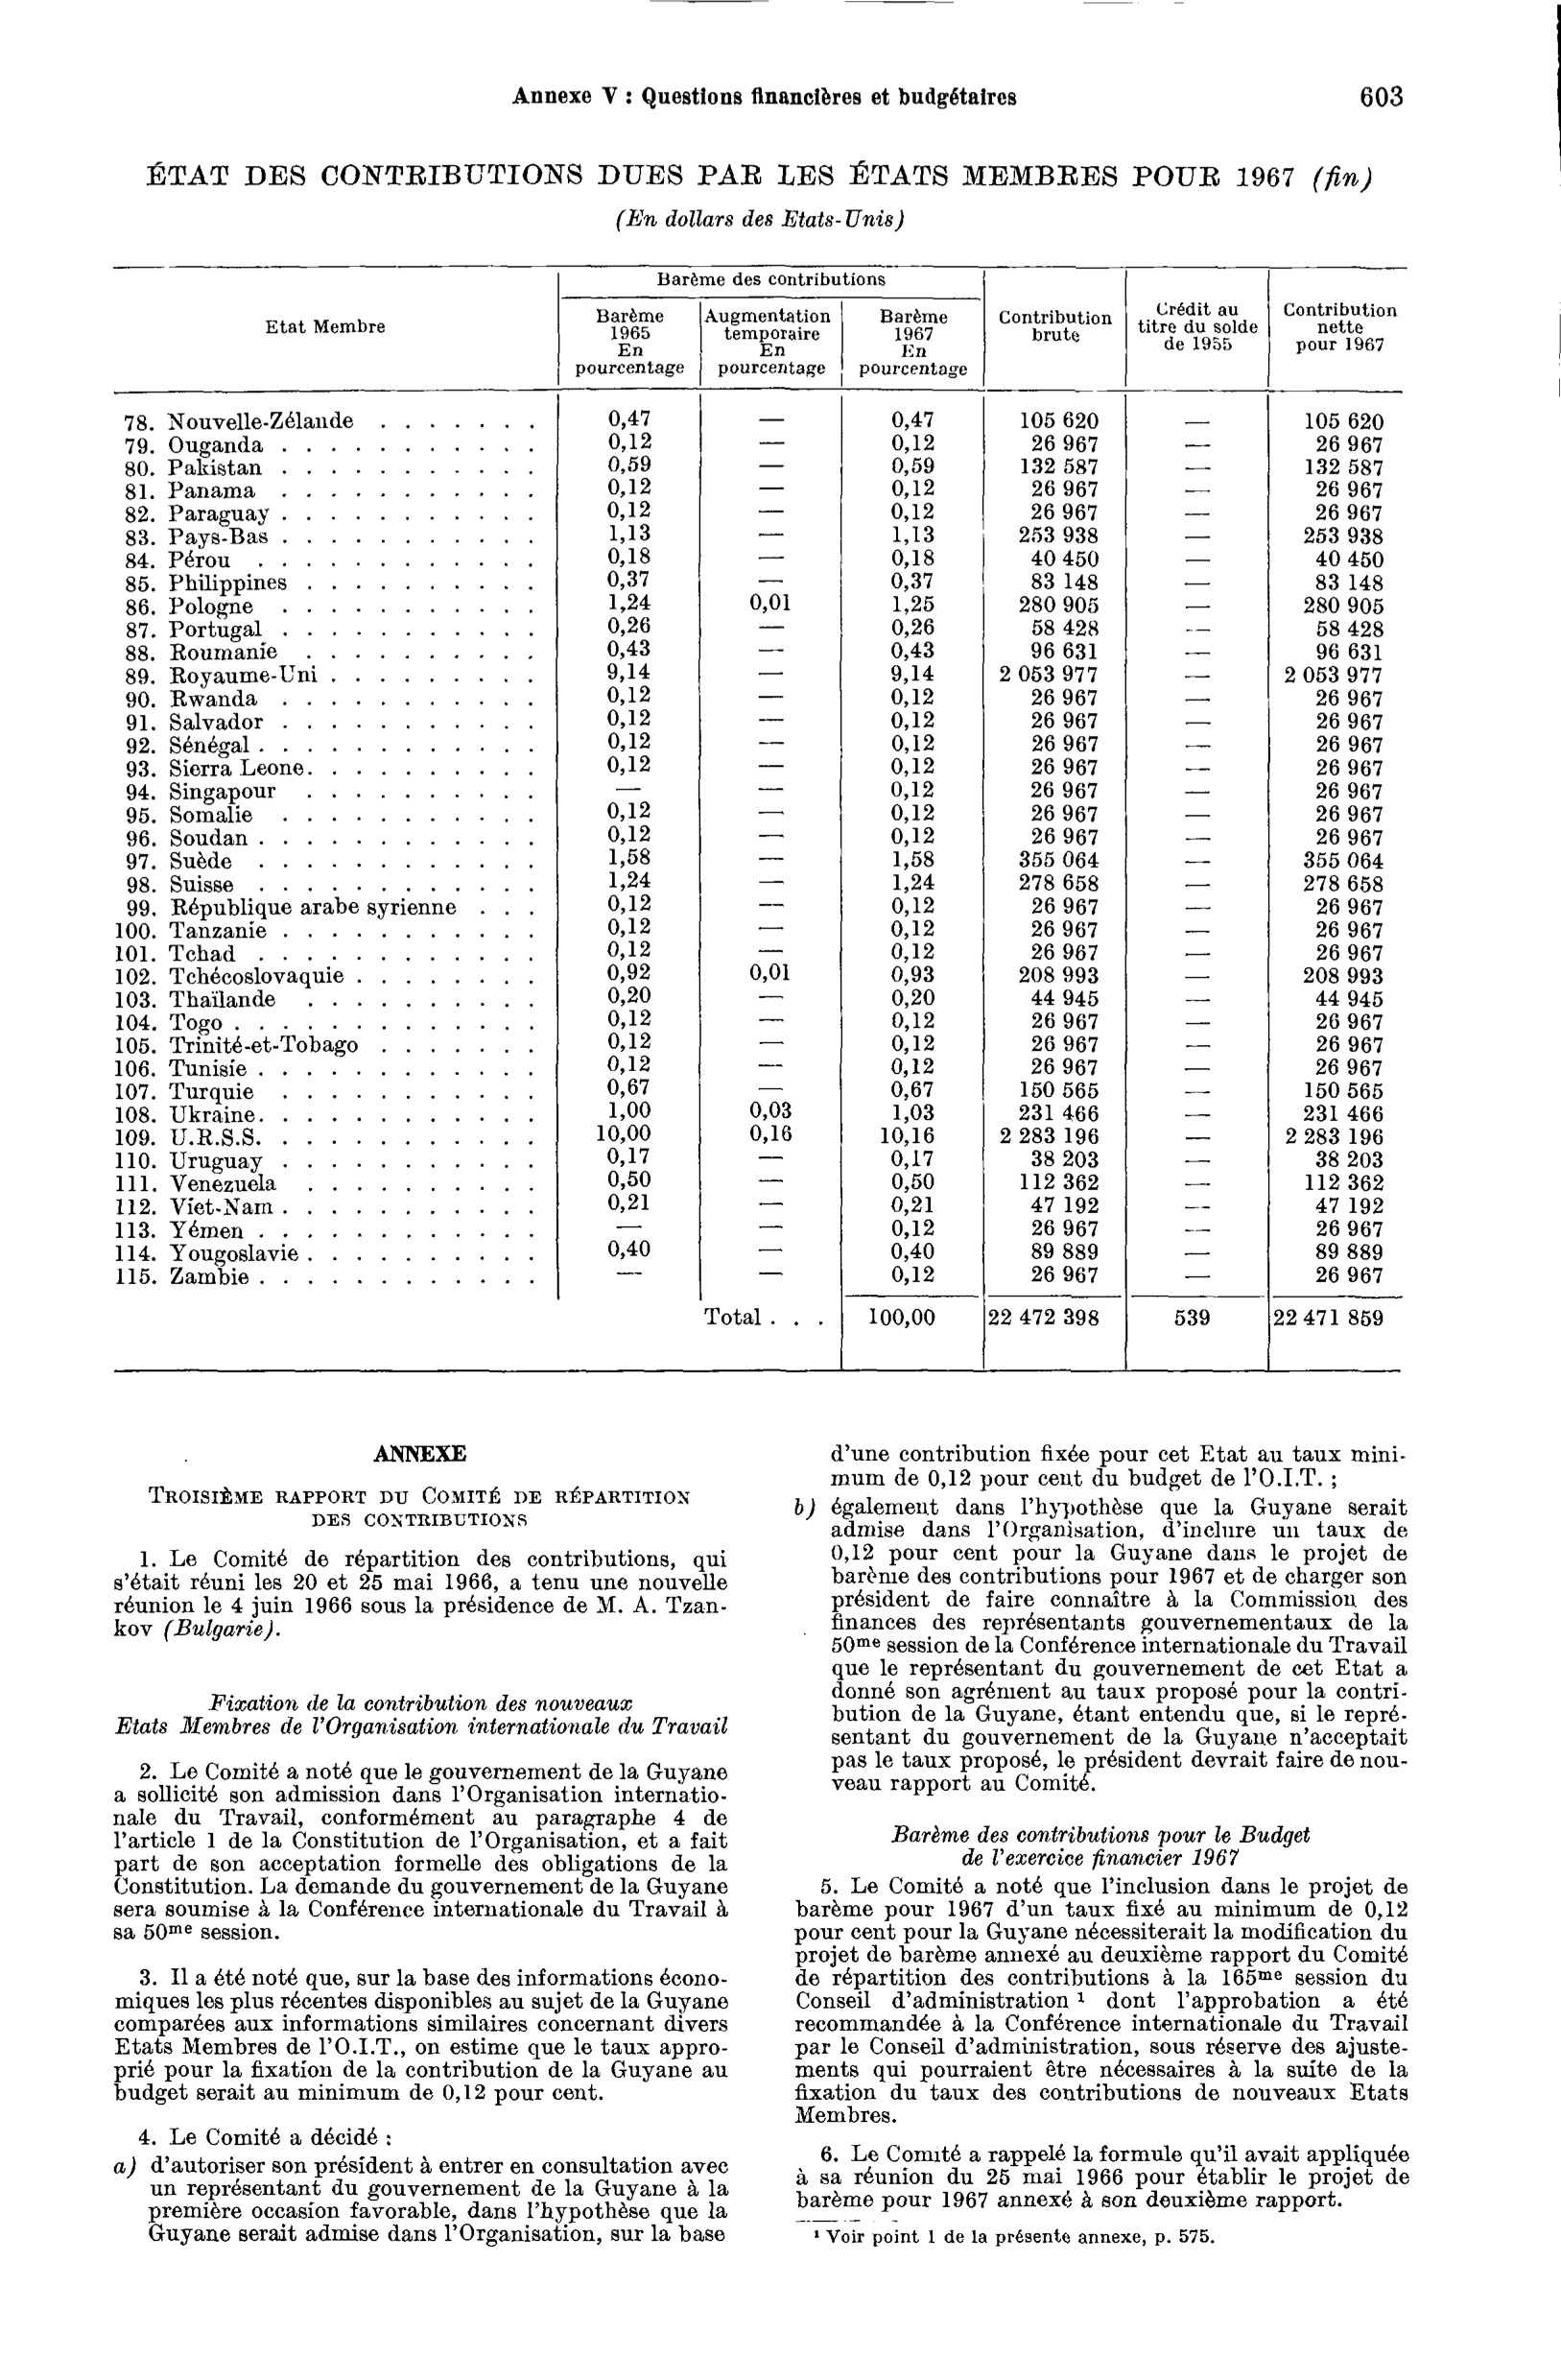 Annexe V : Questions financières et budgétaires 603
ÉTAT DES CONTRIBUTIONS DUES PAR LES ÉTATS MEMBRES POUR 1967 (fin)
(En dollars des Etats-Unis)
Etat Membre
Barème des contributions
Barème 1965 En pourcentage
Augmentation temporaire En pourcentage
Barème 1967 En pourcentage
Contribution brute
Crédit au titre du solde de 1955
Contribution nette pour 1967
78. Nouvelle-Zélande . . . . . . . 0,47 — 0,47 105 620 — 105 620
79. Ouganda . . . . . . . . . . . 0,12 — 0,12 26 967 — 26 967
80. Pakistan . . . . . . . . . . . 0,59 — 0,59 132 587 — 132 587
81. Panama . . . . . . . . . . . 0,12 — 0,12 26 967 — 26 967
82. Paraguay . . . . . . . . . . . 0,12 — 0,12 26 967 — 26 967
83. Pays-Bas . . . . . . . . . . . 1,13 — 1,13 253 938 — 253 938
84. Pérou . . . . . . . . . . . . 0,18 — 0,18 40 450 — 40 450
85. Philippines . . . . . . . . . . 0,37 — 0,37 83 148 — 83 148
86. Pologne . . . . . . . . . . . 1,24 0,01 1,25 280 905 — 280 905
87. Portugal . . . . . . . . . . . 0,26 — 0,26 58 428 — 58 428
88. Roumanie . . . . . . . . . . 0,43 — 0,43 96 631 — 96 631
89. Royaume-Uni . . . . . . . . . 9,14 — 9,14 2 053 977 — 2 053 977
90. Rwanda . . . . . . . . . . . 0,12 — 0,12 26 967 — 26 967
91. Salvador . . . . . . . . . . . 0,12 — 0,12 26 967 — 26 967
92. Sénégal . . . . . . . . . . . . 0,12 — 0,12 26 967 — 26 967
93. Sierra Leone. . . . . . . . . . 0,12 — 0,12 26 967 — 26 967
94. Singapour . . . . . . . . . . — — 0,12 26 967 — 26 967
95. Somalie . . . . . . . . . . . 0,12 — 0,12 26 967 — 26 967
96. Soudan . . . . . . . . . . . . 0,12 — 0,12 26 967 — 26 967
97. Suède . . . . . . . . . . . . 1,58 — 1,58 355 064 — 355 064
98. Suisse . . . . . . . . . . . . 1,24 — 1,24 278 658 — 278 658
99. République arabe syrienne . . . 0,12 — 0,12 26 967 — 26 967
100. Tanzanie . . . . . . . . . . . 0,12 — 0,12 26 967 — 26 967
101. Tchad . . . . . . . . . . . . 0,12 — 0,12 26 967 — 26 967
102. Tchécoslovaquie . . . . . . . . 0,92 0,01 0,93 208 993 — 208 993
103. Thaïlande . . . . . . . . . . 0,20 — 0,20 44 945 — 44 945
104. Togo . . . . . . . . . . . . . 0,12 — 0,12 26 967 — 26 967
105. Trinité-et-Tobago . . . . . . . 0,12 — 0,12 26 967 — 26 967
106. Tunisie . . . . . . . . . . . . 0,12 — 0,12 26 967 — 26 967
107. Turquie . . . . . . . . . . . 0,67 — 0,67 150 565 — 150 565
108. Ukraine. . . . . . . . . . . . 1,00 0,03 1,03 231 466 — 231 466
109. U.R.S.S. . . . . . . . . . . . 10,00 0,16 10,16 2 283 196 — 2 283 196
110. Uruguay . . . . . . . . . . . 0,17 — 0,17 38 203 — 38 203
111. Venezuela . . . . . . . . . . 0,50 — 0,50 112 362 — 112 362
112. Viet-Nam . . . . . . . . . . . 0,21 — 0,21 47 192 — 47 192
113. Yémen . . . . . . . . . . . . — — 0,12 26 967 — 26 967
114. Yougoslavie . . . . . . . . . . 0,40 — 0,40 89 889 — 89 889
115. Zambie . . . . . . . . . . . . — — 0,12 26 967 — 26 967
Total . . . 100,00 22 472 398 539 22 471 859
ANNEXE
TROISIÈME RAPPORT DU COMITÉ DE RÉPARTITION
DES CONTRIBUTIONS
1. Le Comité de répartition des contributions, qui
s'était réuni les 20 et 25 mai 1966, a tenu une nouvelle
réunion le 4 juin 1966 sous la présidence de M. A. Tzan-
kov (Bulgarie).
Fixation de la contribution des nouveaux
Etats Membres de l'Organisation internationale du Travail
2. Le Comité a noté que le gouvernement de la Guyane
a sollicité son admission dans l'Organisation internatio-
nale du Travail, conformément au paragraphe 4 de
l'article 1 de la Constitution de l'Organisation, et a fait
part de son acceptation formelle des obligations de la
Constitution. La demande du gouvernement de la Guyane
sera soumise à la Conférence internationale du Travail à
sa 50me session.
3. Il a été noté que, sur la base des informations écono-
miques les plus récentes disponibles au sujet de la Guyane
comparées aux informations similaires concernant divers
Etats Membres de l'O.I.T., on estime que le taux appro-
prié pour la fixation de la contribution de la Guyane au
budget serait au minimum de 0,12 pour cent.
4. Le Comité a décidé :
a) d'autoriser son président à entrer en consultation avec
un représentant du gouvernement de la Guyane à la
première occasion favorable, dans l'hypothèse que la
Guyane serait admise dans l'Organisation, sur la base
d'une contribution fixée pour cet Etat au taux mini-
mum de 0,12 pour cent du budget de l'O.I.T. ;
b) également dans l'hypothèse que la Guyane serait
admise dans l'Organisation, d'inclure un taux de
0,12 pour cent pour la Guyane dans le projet de
barème des contributions pour 1967 et de charger son
président de faire connaître à la Commission des
finances des représentants gouvernementaux de la
50me session de la Conférence internationale du Travail
que le représentant du gouvernement de cet Etat a
donné son agrément au taux proposé pour la contri-
bution de la Guyane, étant entendu que, si le repré-
sentant du gouvernement de la Guyane n'acceptait
pas le taux proposé, le président devrait faire de nou-
veau rapport au Comité.
Barème des contributions pour le Budget
de l'exercice financier 1967
5. Le Comité a noté que l'inclusion dans le projet de
barème pour 1967 d'un taux fixé au minimum de 0,12
pour cent pour la Guyane nécessiterait la modification du
projet de barème annexé au deuxième rapport du Comité
de répartition des contributions à la 165me session du
Conseil d'administration ¹ dont l'approbation a été
recommandée à la Conférence internationale du Travail
par le Conseil d'administration, sous réserve des ajuste-
ments qui pourraient être nécessaires à la suite de la
fixation du taux des contributions de nouveaux Etats
Membres.
6. Le Comité a rappelé la formule qu'il avait appliquée
à sa réunion du 25 mai 1966 pour établir le projet de
barème pour 1967 annexé à son deuxième rapport.
¹ Voir point 1 de la présente annexe, p. 575.